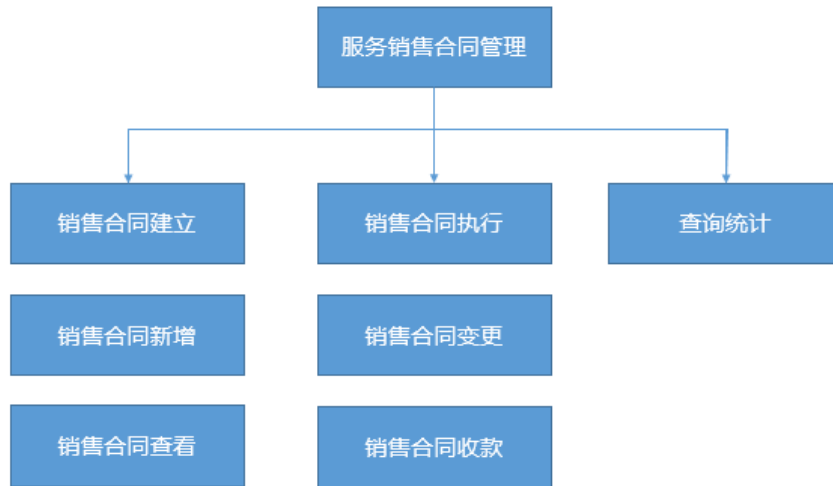 服务销售合同管理
销售合同建立
销售合同执行
查询统计
销售合同新增
销售合同变更
销售合同查看
销售合同收款